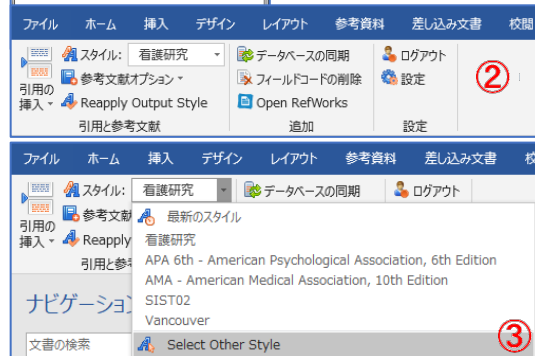 ファイル ホーム 挿入 デザイン レイアウト 参考資料 差し込み文書 校閲
スタイル: 看護研究 データベースの同期 ログアウト
参考文献オプション フィールドコードの削除 設定 ②
引用の
挿入 Reapply Output Style Open RefWorks
引用と参考文献 追加 設定
ファイル ホーム 挿入 デザイン レイアウト 参考資料 差し込み文書
スタイル: 看護研究 データベースの同期 ログアウト
参考文献 最新のスタイル
引用の 看護研究
挿入 Reapply APA 6th - American Psychological Association, 6th Edition
引用と参 AMA - American Medical Association, 10th Edition
SIST02
ナビゲーション Vancouver
文書の検索 Select Other Style ③